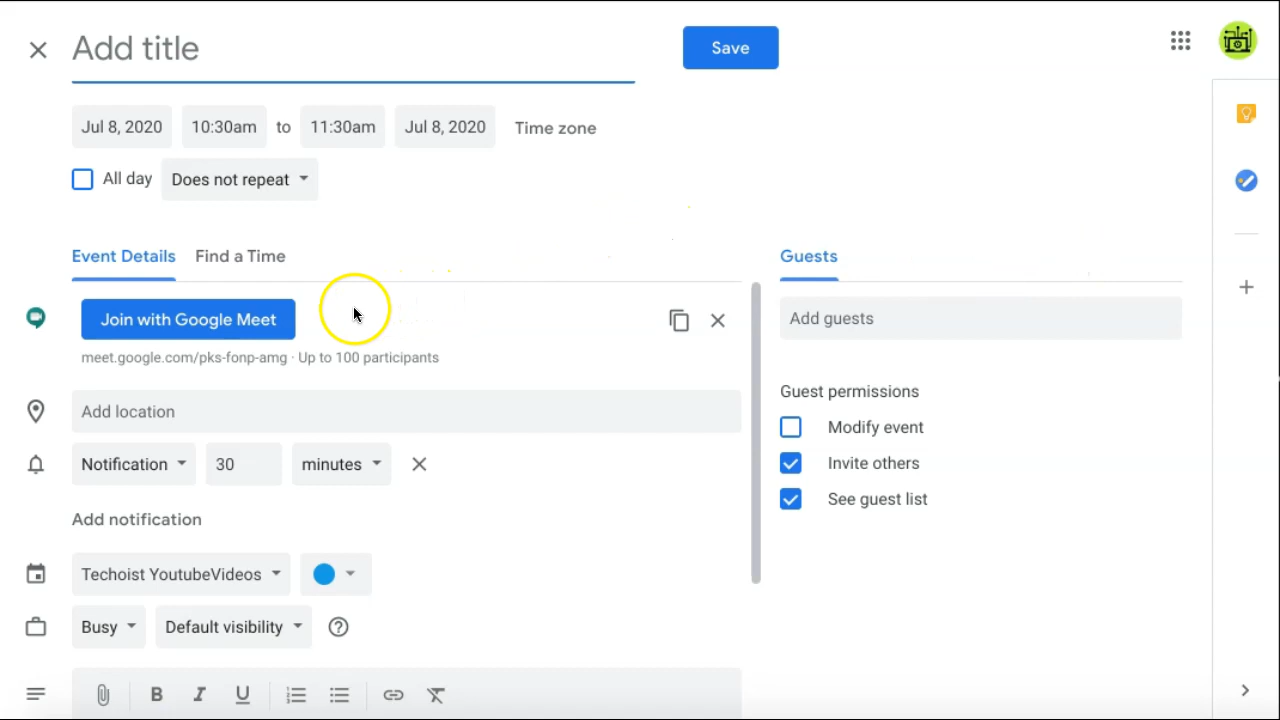 Add title
Save
Jul 8, 2020 10:30am to 11:30am Jul 8, 2020 Time zone
All day Does not repeat
Event Details Find a Time
Guests
Join with Google Meet
Add guests
meet.google.com/pks-fonp-amg · Up to 100 participants
Guest permissions
Add location
Modify event
Notification 30 minutes
Invite others
See guest list
Add notification
Techoist YoutubeVideos
Busy Default visibility
B I U